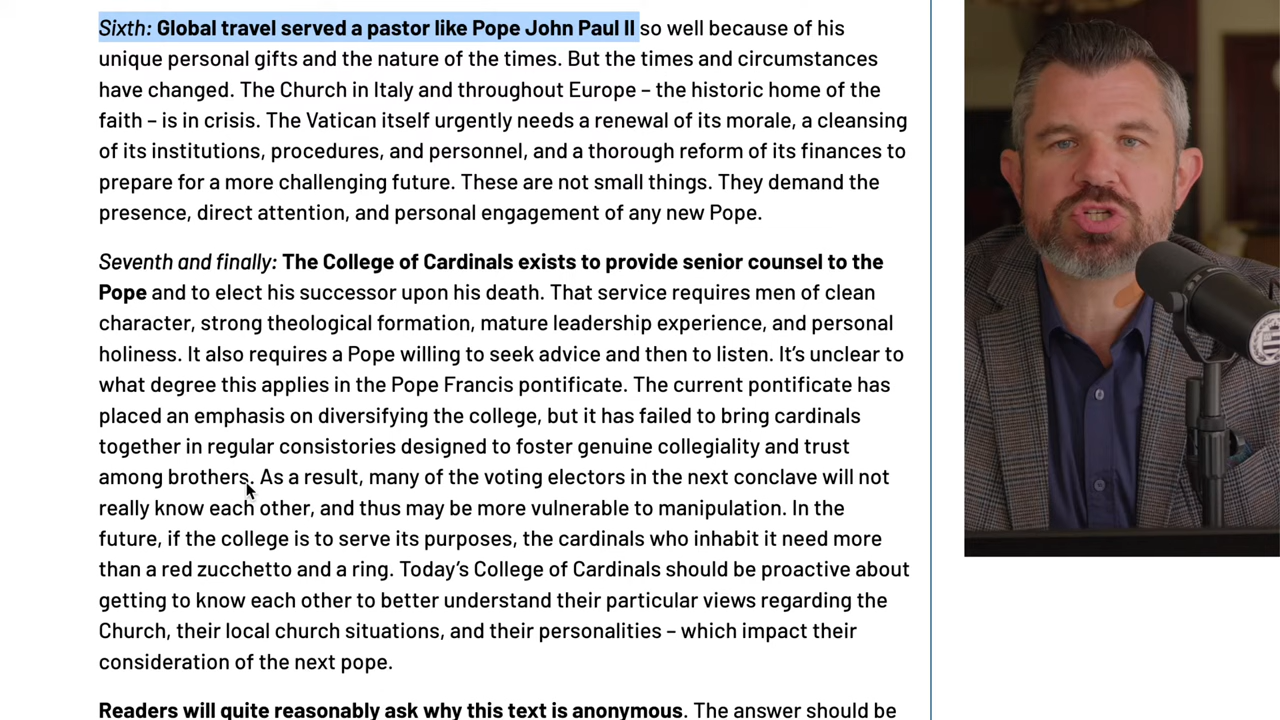 Sixth: Global travel served a pastor like Pope John Paul II so well because of his
unique personal gifts and the nature of the times. But the times and circumstances
have changed. The Church in Italy and throughout Europe – the historic home of the
faith – is in crisis. The Vatican itself urgently needs a renewal of its morale, a cleansing
of its institutions, procedures, and personnel, and a thorough reform of its finances to
prepare for a more challenging future. These are not small things. They demand the
presence, direct attention, and personal engagement of any new Pope.
Seventh and finally: The College of Cardinals exists to provide senior counsel to the
Pope and to elect his successor upon his death. That service requires men of clean
character, strong theological formation, mature leadership experience, and personal
holiness. It also requires a Pope willing to seek advice and then to listen. It’s unclear to
what degree this applies in the Pope Francis pontificate. The current pontificate has
placed an emphasis on diversifying the college, but it has failed to bring cardinals
together in regular consistories designed to foster genuine collegiality and trust
among brothers. As a result, many of the voting electors in the next conclave will not
really know each other, and thus may be more vulnerable to manipulation. In the
future, if the college is to serve its purposes, the cardinals who inhabit it need more
than a red zucchetto and a ring. Today’s College of Cardinals should be proactive about
getting to know each other to better understand their particular views regarding the
Church, their local church situations, and their personalities – which impact their
consideration of the next pope.
Readers will quite reasonably ask why this text is anonymous. The answer should be